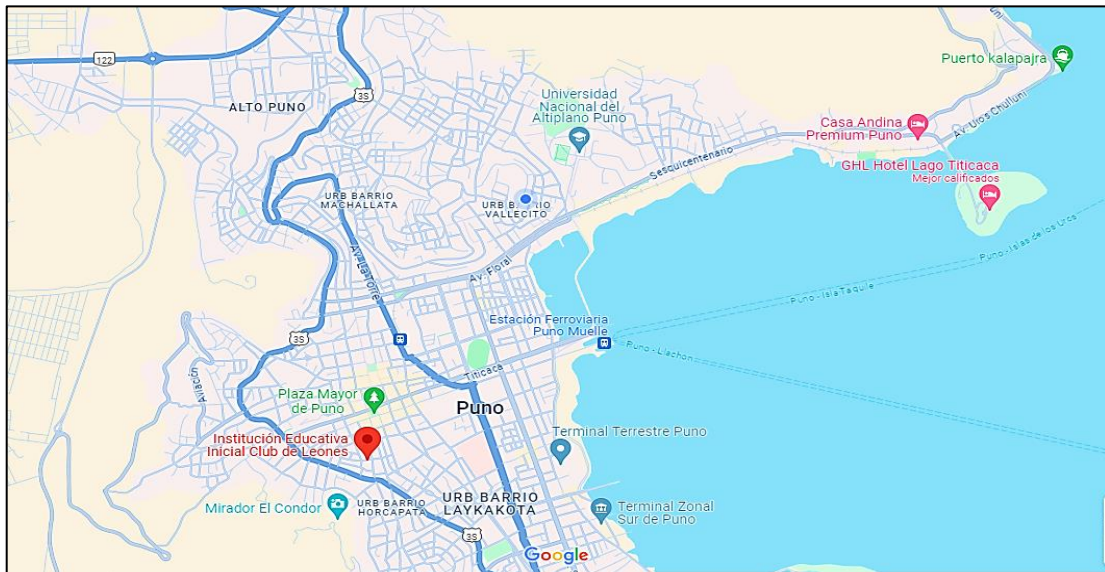 Puerto kalapajra
122
3S
ALTO PUNO
Universidad
Nacional del
Altiplano Puno
Casa Andina
Premium Puno
Av. Uros Chulluni
Sesquicentenario
GHL Hotel Lago Titicaca
Mejor calificados
URB BARRIO
MACHALLATA
VALLECITO
Puno - Islas de los Uros
Av. La Torre
Av. Floral
Puno - Isla Taquile
Estación Ferroviaria
Puno Muelle
3S
Puno - Llachon
Titicaca
Plaza Mayor
de Puno
Puno
Institución Educativa
Inicial Club de Leones
Terminal Terrestre Puno
Mirador El Condor
URB BARRIO
HORCAPATA
URB BARRIO
LAYKAKOTA
Terminal Zonal
Sur de Puno
3S
Google